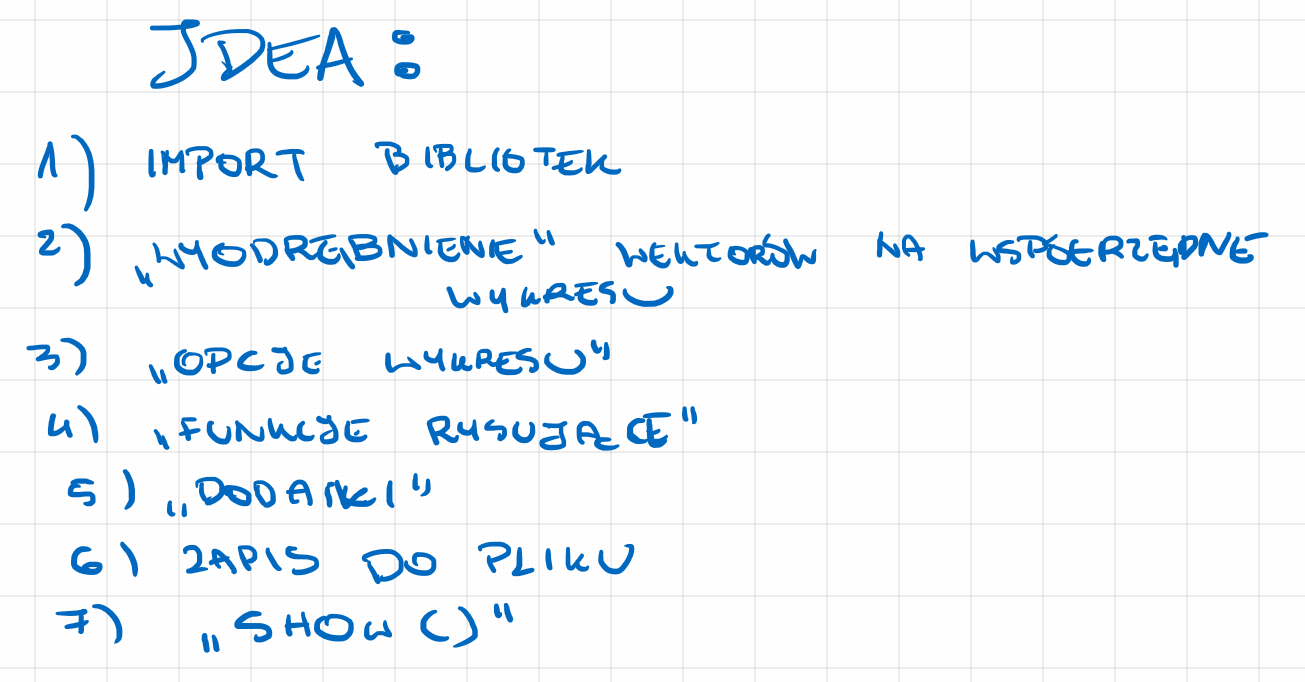 IDEA:
1) IMPORT BIBLIOTEK
2) „WYODRĘBNIENIE" WEKTORÓW NA WSPÓŁRZĘDNE
WYKRESU
3) „OPCJE WYKRESU"
4) „FUNKCJE RYSUJĄCE"
5) „DODATKI"
6) ZAPIS DO PLIKU
7) „SHOW()"